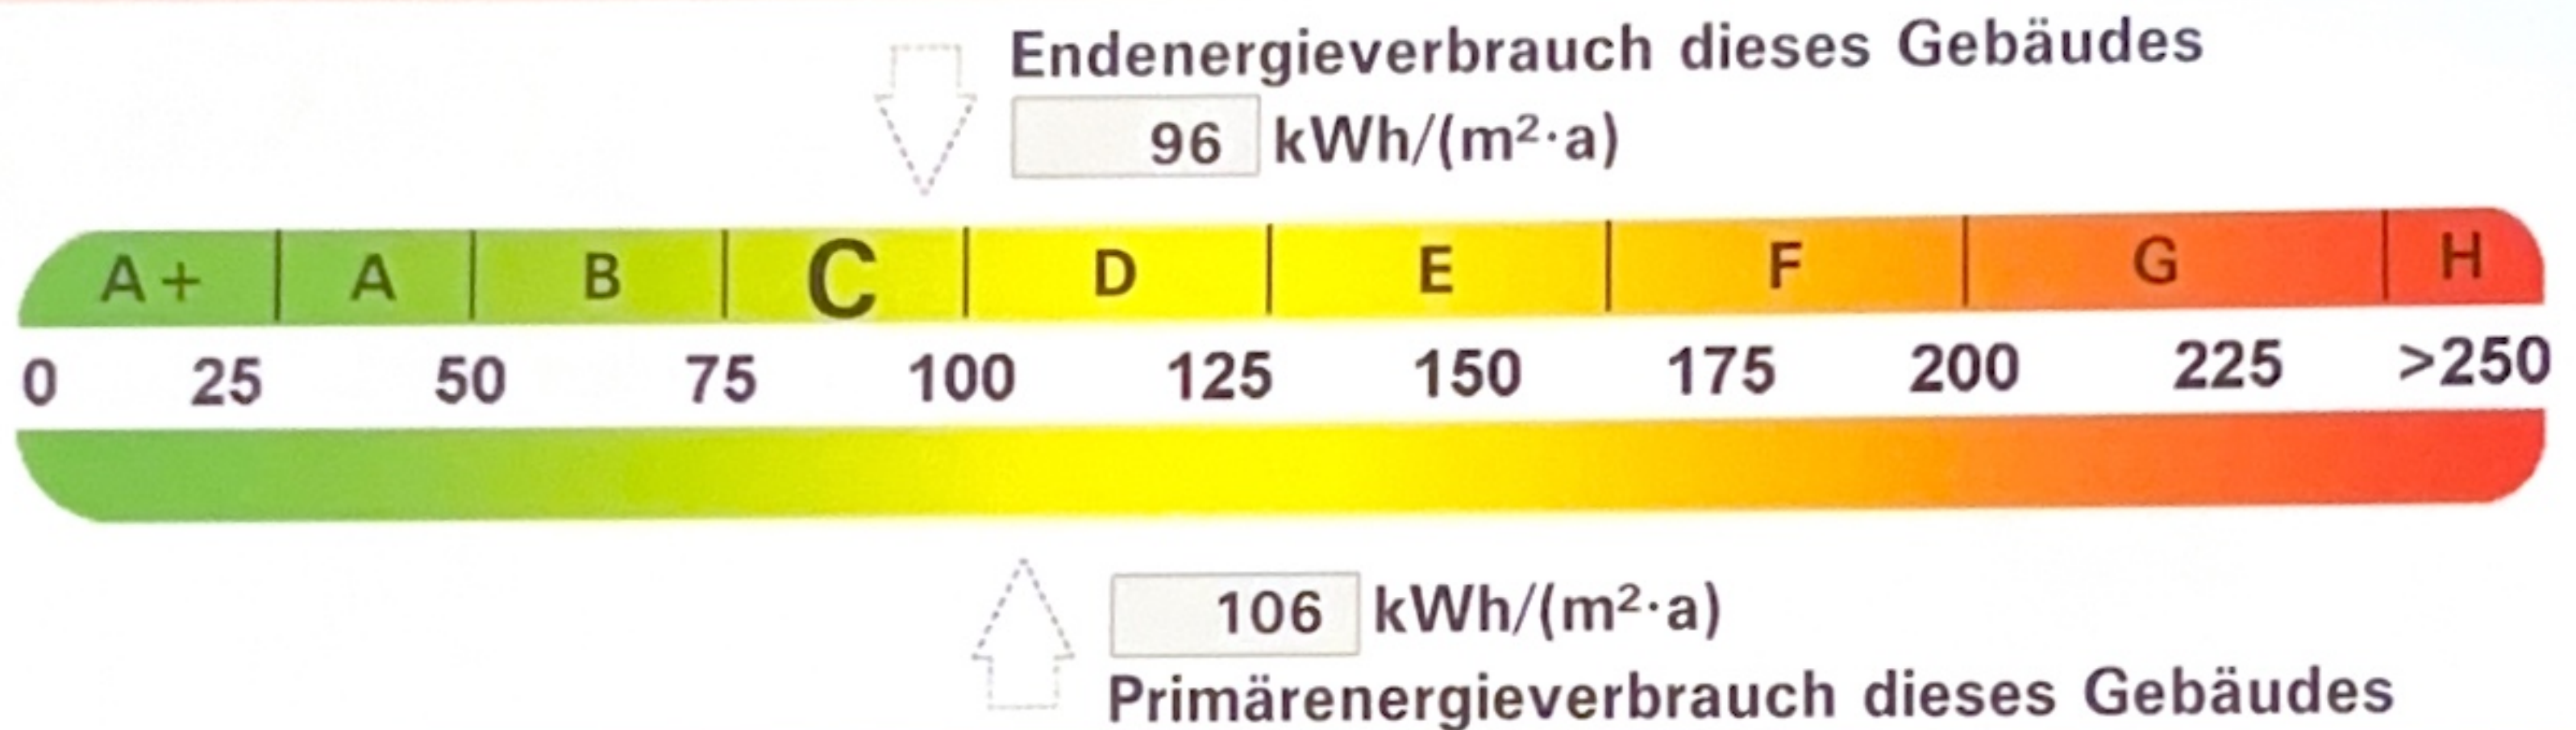 Endenergieverbrauch dieses Gebäudes
96 kWh/(m²·a)
A+ A B C D E F G H
0 25 50 75 100 125 150 175 200 225 >250
106 kWh/(m²·a)
Primärenergieverbrauch dieses Gebäudes